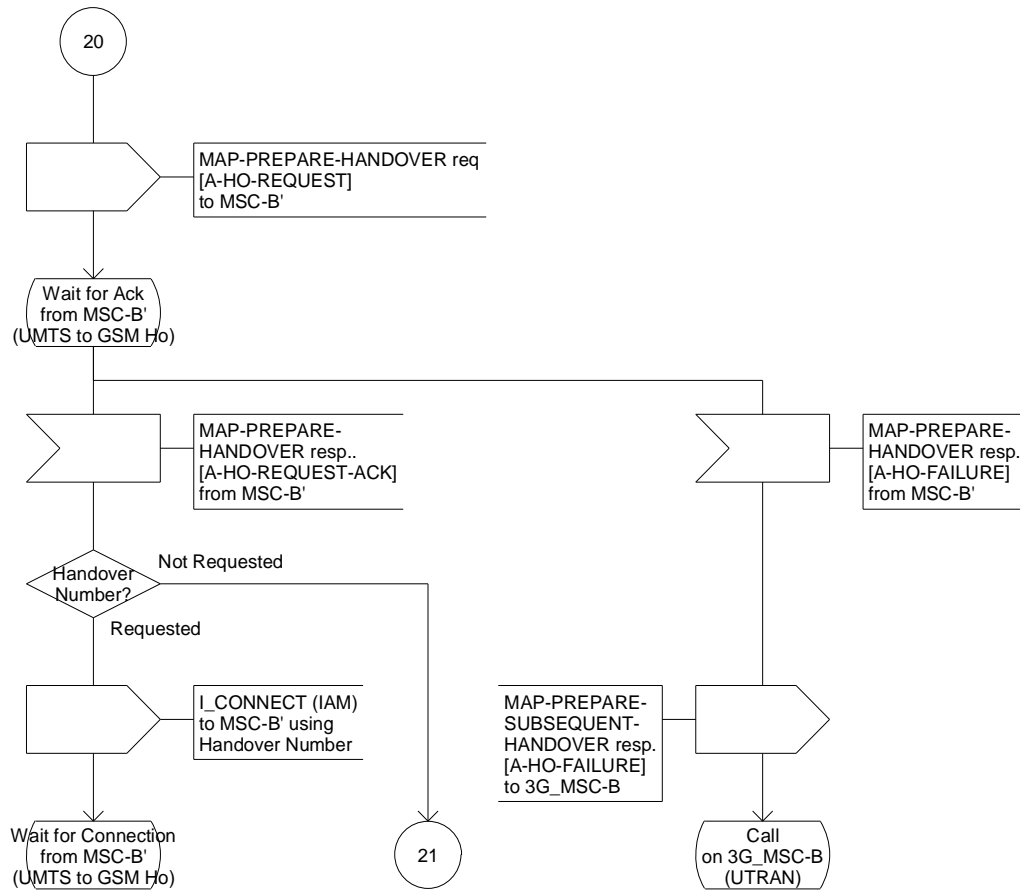 20
MAP-PREPARE-HANDOVER req
[A-HO-REQUEST]
to MSC-B'
Wait for Ack
from MSC-B'
(UMTS to GSM Ho)
MAP-PREPARE-
HANDOVER resp..
[A-HO-REQUEST-ACK]
from MSC-B'
MAP-PREPARE-
HANDOVER resp.
[A-HO-FAILURE]
from MSC-B'
Handover
Number?
Not Requested
Requested
I_CONNECT (IAM)
to MSC-B' using
Handover Number
MAP-PREPARE-
SUBSEQUENT-
HANDOVER resp.
[A-HO-FAILURE]
to 3G_MSC-B
Wait for Connection
from MSC-B'
(UMTS to GSM Ho)
21
Call
on 3G_MSC-B
(UTRAN)